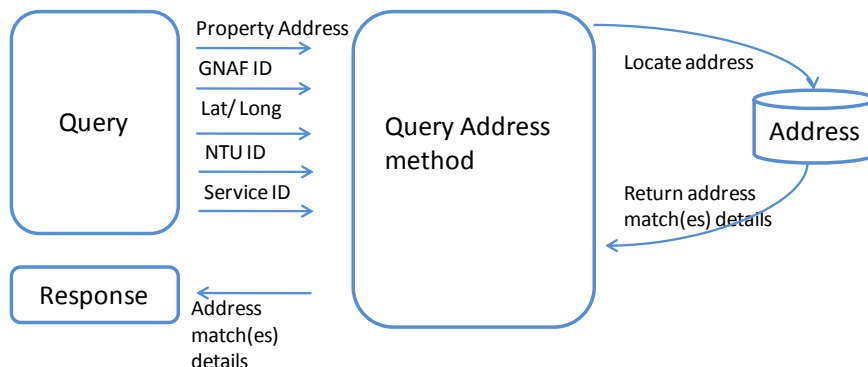 Property Address
GNAF ID
Lat/ Long
NTU ID
Service ID
Query
Query Address
method
Locate address
Address
Return address
match(es) details
Response
Address
match(es)
details